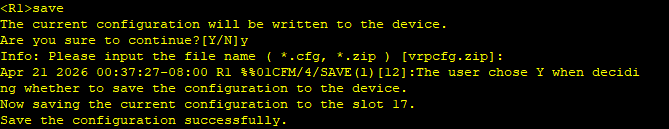 <R1>save
The current configuration will be written to the device.
Are you sure to continue?[Y/N]y
Info: Please input the file name ( *.cfg, *.zip ) [vrpcfg.zip]:
Apr 21 2026 00:37:27-08:00 R1 %%01CFM/4/SAVE(1)[12]:The user chose Y when decidi
ng whether to save the configuration to the device.
Now saving the current configuration to the slot 17.
Save the configuration successfully.